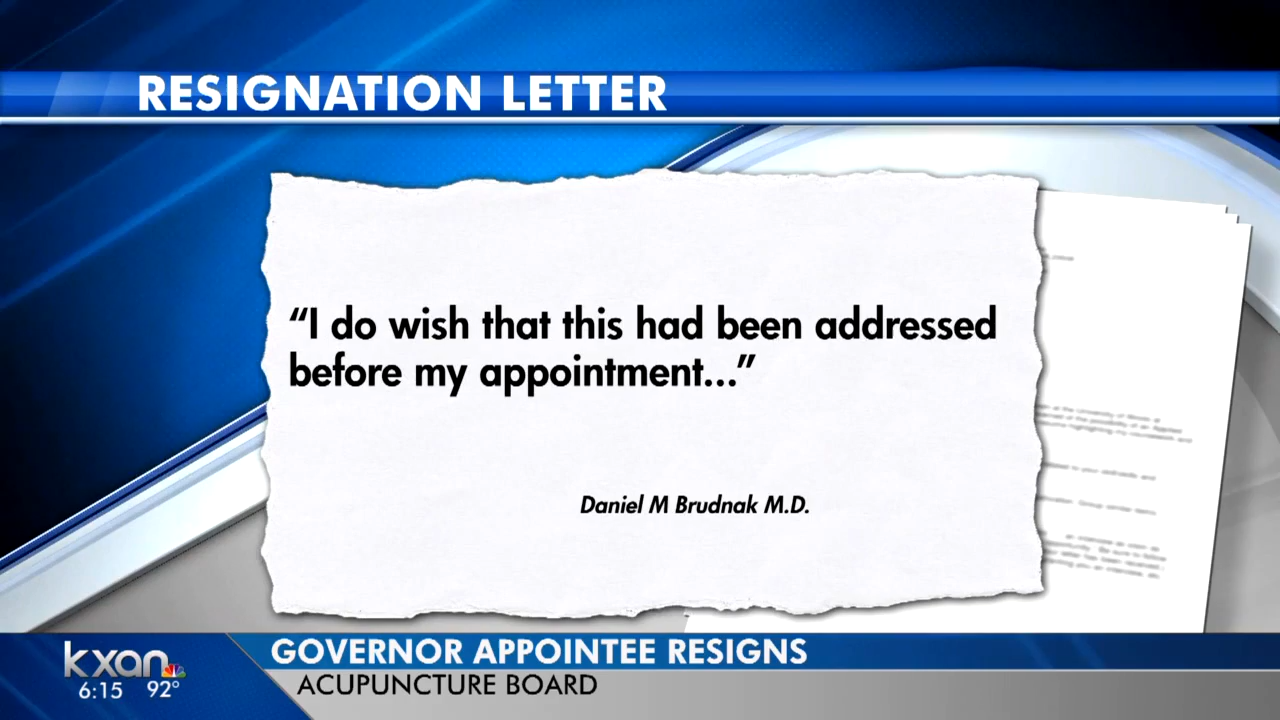 RESIGNATION LETTER
“I do wish that this had been addressed
before my appointment...”
Daniel M Brudnak M.D.
kxan
6:15 92°
GOVERNOR APPOINTEE RESIGNS
ACUPUNCTURE BOARD